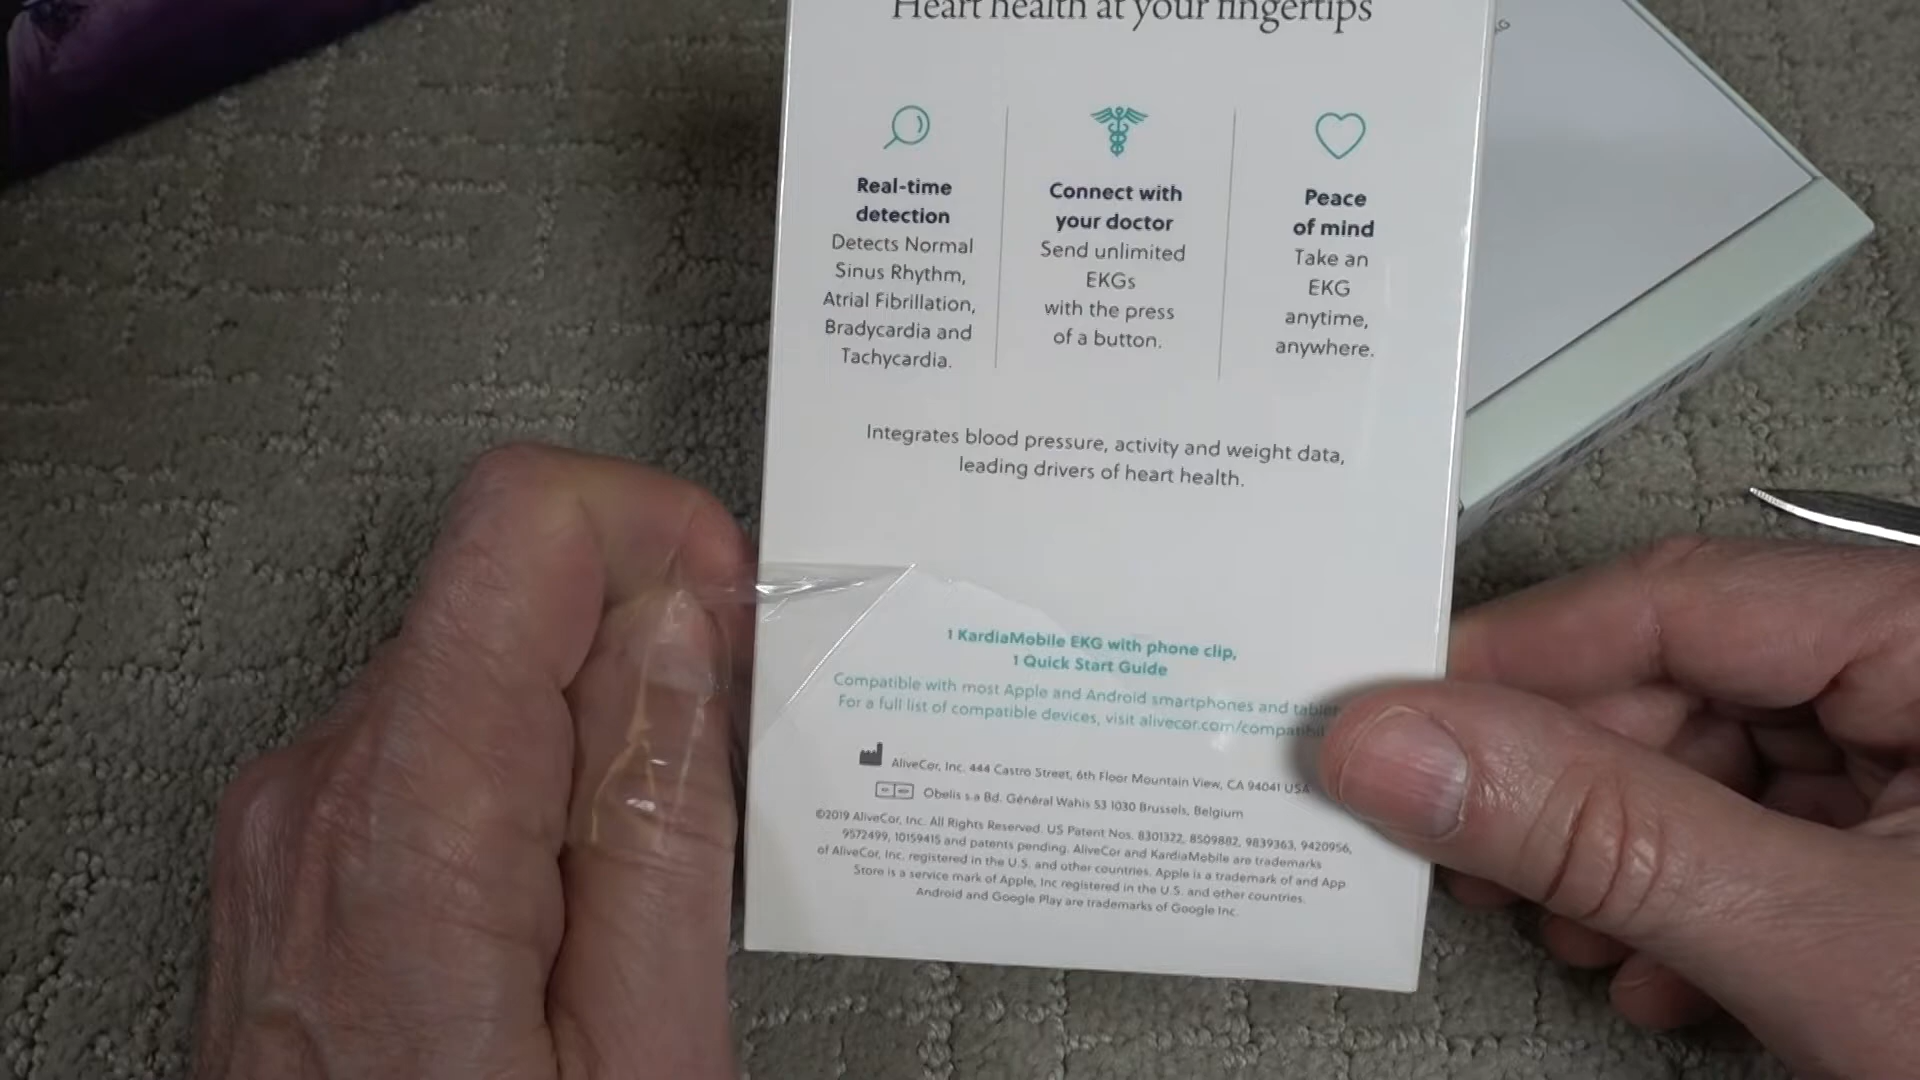 Heart health at your fingertips
Real-time
detection
Detects Normal
Sinus Rhythm,
Atrial Fibrillation,
Bradycardia and
Tachycardia.
Connect with
your doctor
Send unlimited
EKGs
with the press
of a button.
Peace
of mind
Take an
EKG
anytime,
anywhere.
Integrates blood pressure, activity and weight data,
leading drivers of heart health.
1 KardiaMobile EKG with phone clip,
1 Quick Start Guide
Compatible with most Apple and Android smartphones and
For a full list of compatible devices, visit
AliveCor, Inc. 444 Castro Street, 6th Floor Mountain View, CA 94041 USA
Obelis s.a Bd. Général Wahis 53 1030 Brussels, Belgium
©2019 AliveCor, Inc. All Rights Reserved. US Patent Nos. 8301322, 8509882, 9839363, 9420956,
9572499, 10159415 and patents pending. AliveCor and KardiaMobile are trademarks
of AliveCor, Inc. registered in the U.S. and other countries. Apple is a trademark of and App
Store is a service mark of Apple, Inc registered in the U.S. and other countries.
Android and Google Play are trademarks of Google Inc.